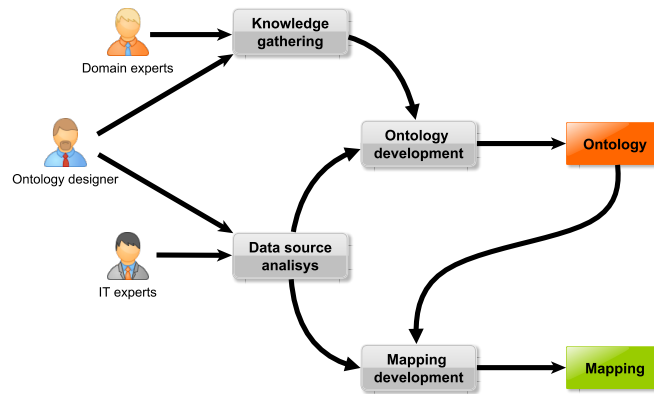 Knowledge
gathering
Domain experts
Ontology
development
Ontology
Ontology designer
Data source
analisys
IT experts
Mapping
development
Mapping